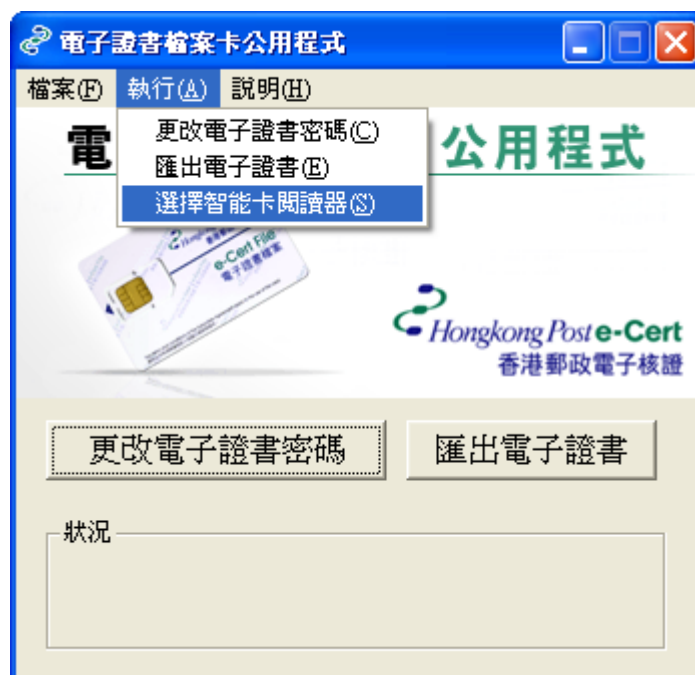 電子證書檔案卡公用程式
檔案(F) 執行(A) 說明(H)
更改電子證書密碼(C)
匯出電子證書(E)
選擇智能卡閱讀器(S)
電
公用程式
e-Cert File
電子證書檔案
Hongkong Post e-Cert
香港郵政電子核證
更改電子證書密碼
匯出電子證書
狀況